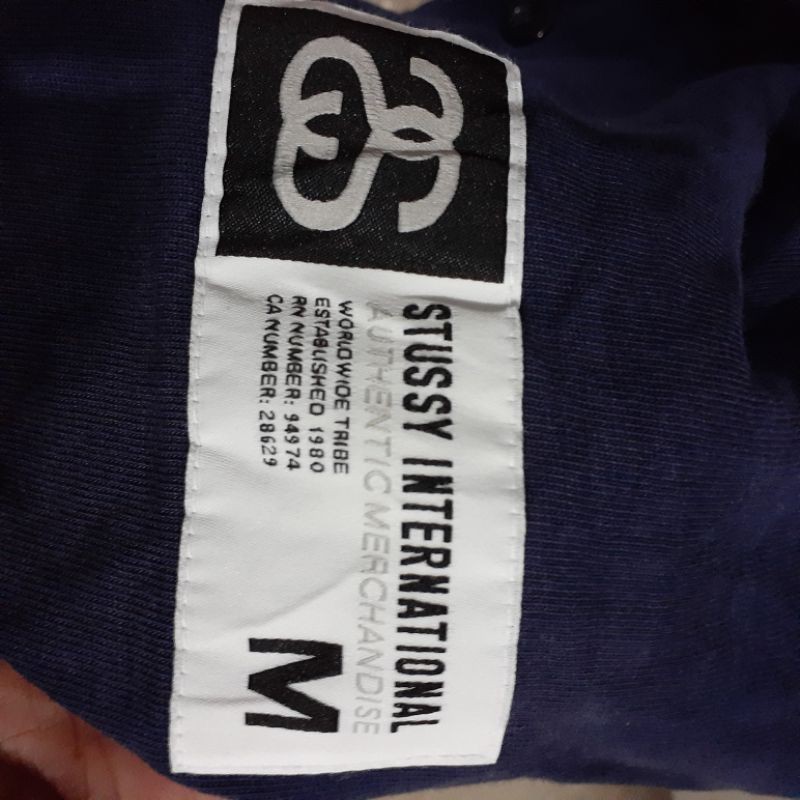 STUSSY INTERNATIONAL
AUTHENTIC MERCHANDISE
WORLDWIDE TRIBE
ESTABLISHED 1980
RN NUMBER: 94974
CA NUMBER: 28629
M